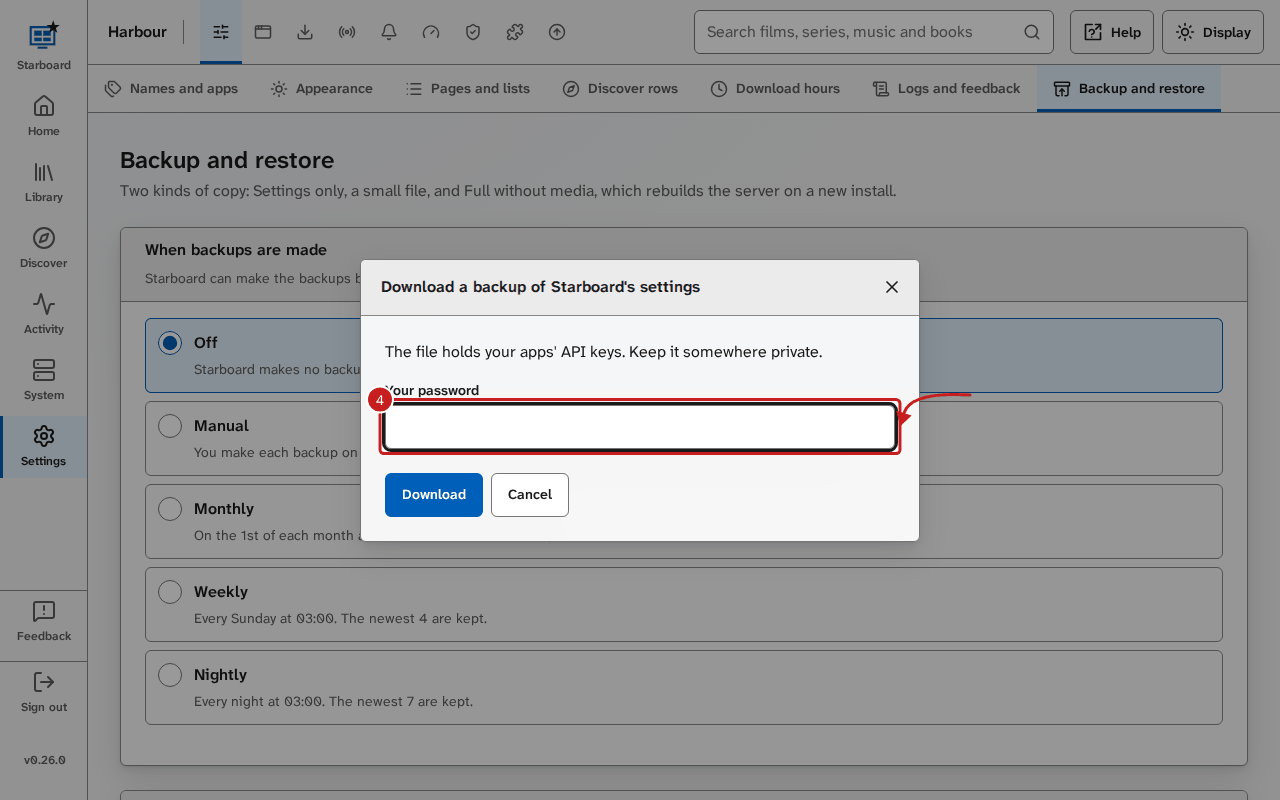 Starboard
Home
Library
Discover
Activity
System
Settings
Feedback
Sign out
v0.26.0
Harbour
Search films, series, music and books
Help
Display
Names and apps
Appearance
Pages and lists
Discover rows
Download hours
Logs and feedback
Backup and restore
Backup and restore
Two kinds of copy: Settings only, a small file, and Full without media, which rebuilds the server on a new install.
When backups are made
Starboard can make the backups
Off
Starboard makes no
Manual
You make each backup on
Monthly
On the 1st of each month
Weekly
Every Sunday at 03:00. The newest 4 are kept.
Nightly
Every night at 03:00. The newest 7 are kept.
Download a backup of Starboard's settings
The file holds your apps' API keys. Keep it somewhere private.
Your password
4
Download
Cancel